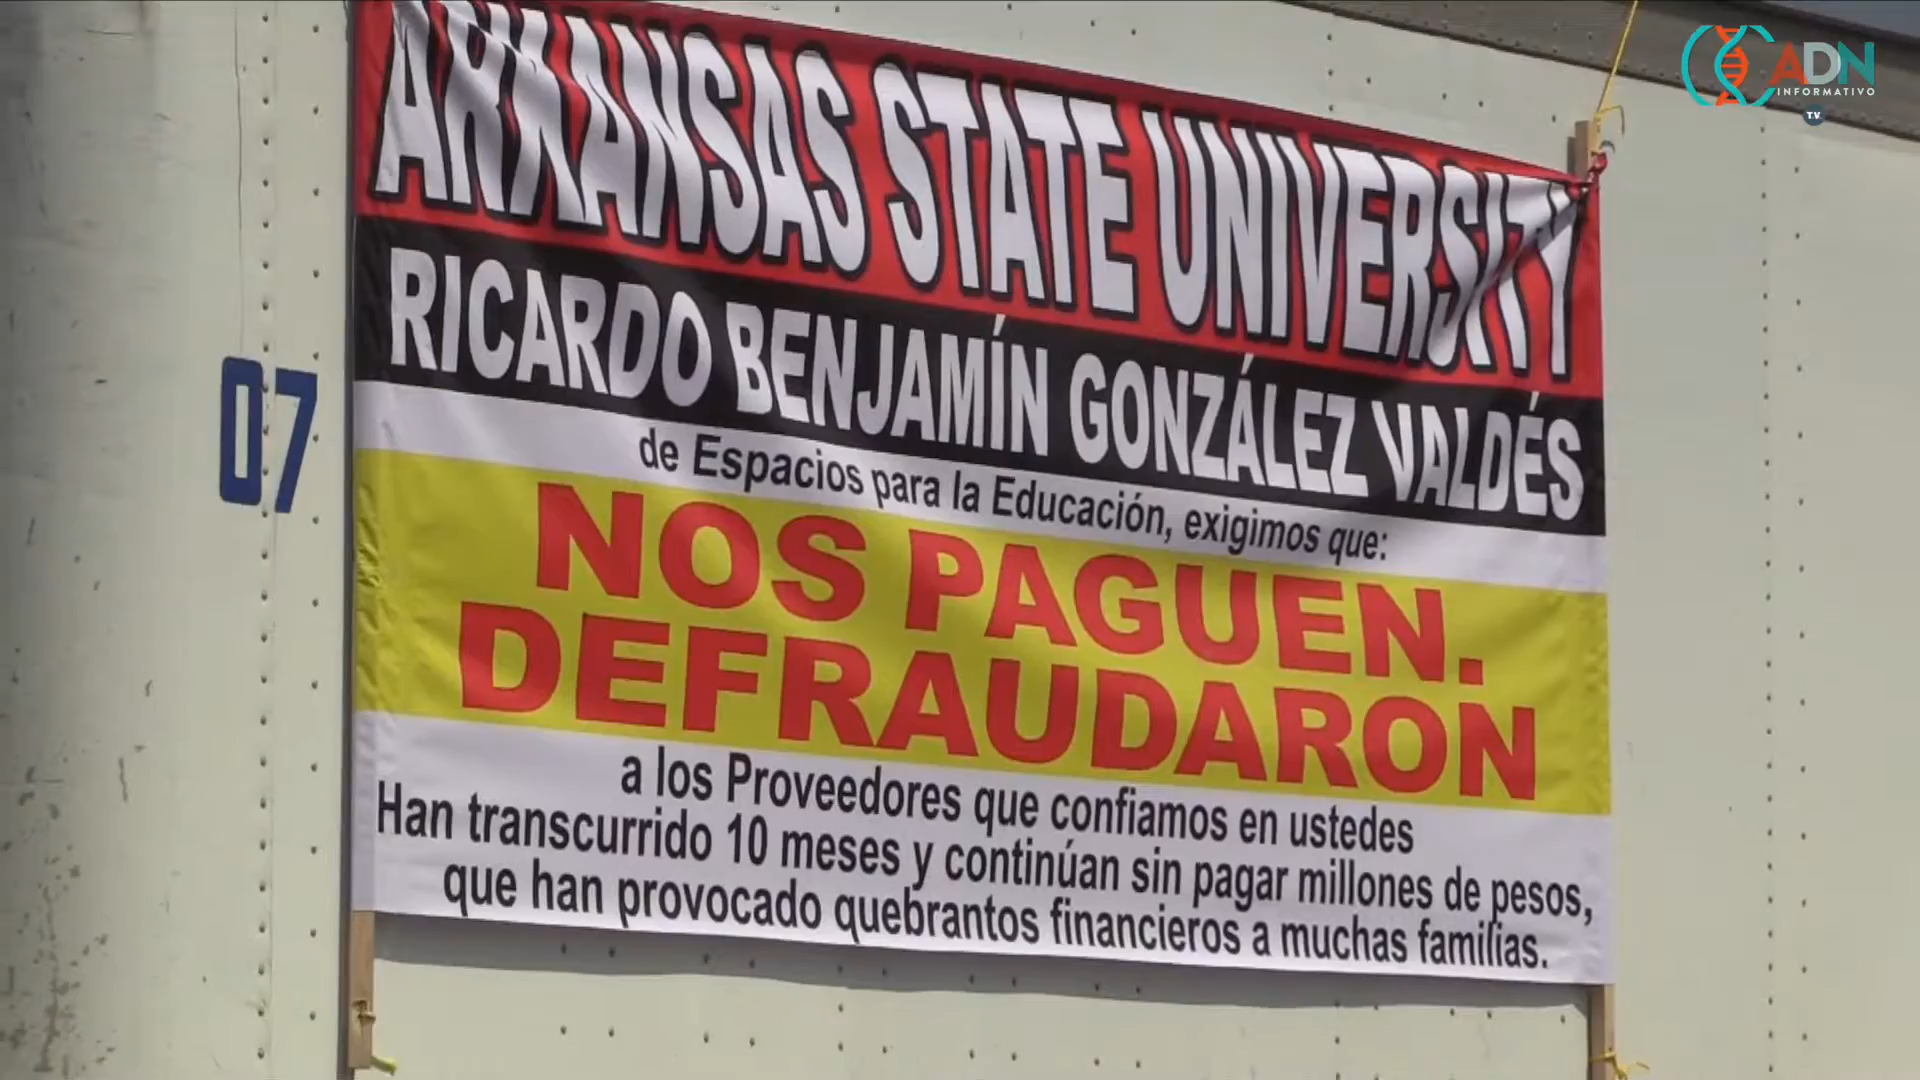 ADN
INFORMATIVO
TV
ARKANSAS STATE UNIVERSITY
RICARDO BENJAMÍN GONZÁLEZ VALDÉS
de Espacios para la Educación, exigimos que:
NOS PAGUEN.
DEFRAUDARON
a los Proveedores que confiamos en ustedes
Han transcurrido 10 meses y continúan sin pagar millones de pesos,
que han provocado quebrantos financieros a muchas familias.
07